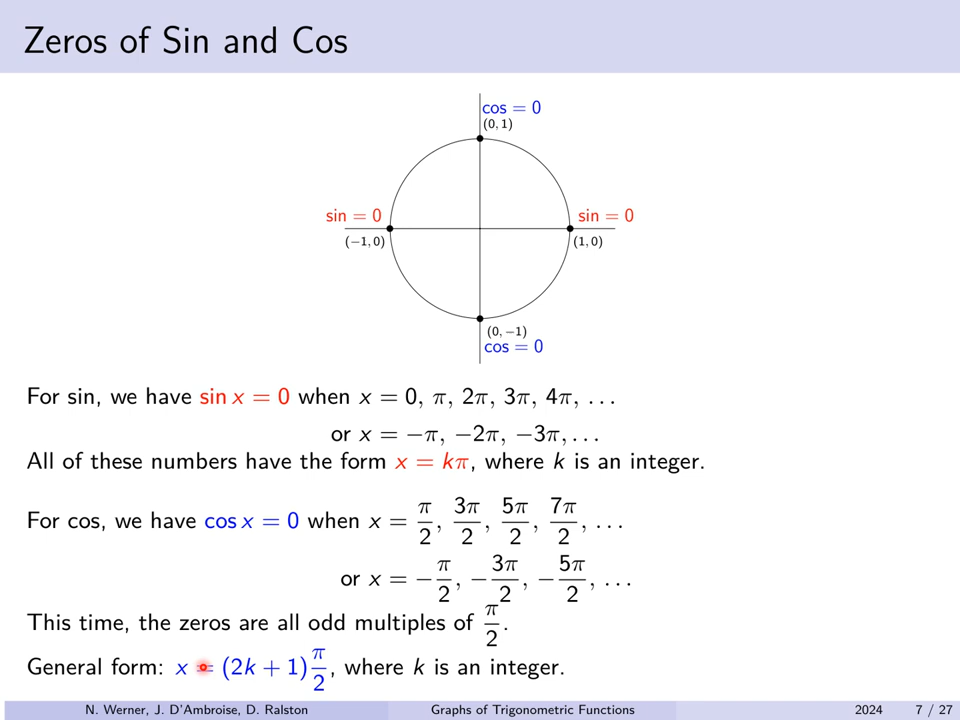 Zeros of Sin and Cos
cos = 0
(0, 1)
sin = 0
sin = 0
(−1, 0)
(1, 0)
(0, −1)
cos = 0
For sin, we have sin x = 0 when x = 0, π, 2π, 3π, 4π, . . .
or x = −π, −2π, −3π, . . .
All of these numbers have the form x = kπ, where k is an integer.
For cos, we have cos x = 0 when x = π/2, 3π/2, 5π/2, 7π/2, . . .
or x = −π/2, −3π/2, −5π/2, . . .
This time, the zeros are all odd multiples of π/2.
General form: x = (2k + 1)π/2, where k is an integer.
N. Werner, J. D'Ambroise, D. Ralston
Graphs of Trigonometric Functions
2024
7 / 27